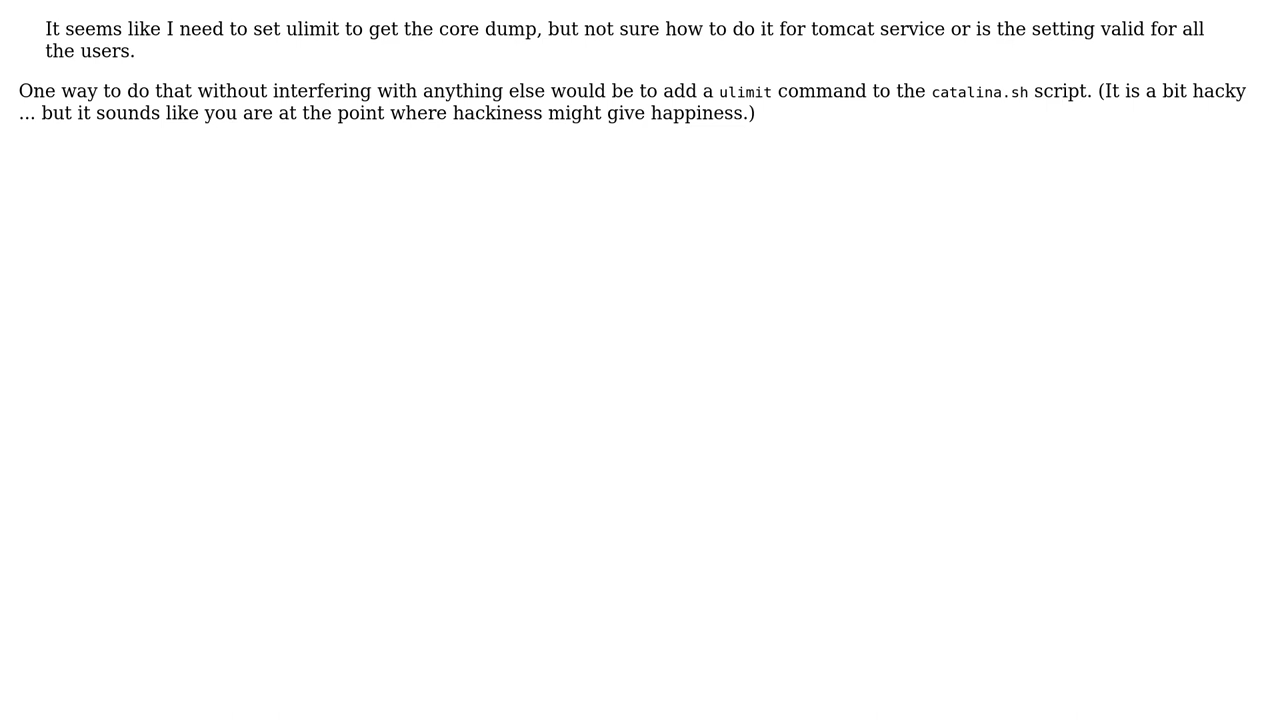 It seems like I need to set ulimit to get the core dump, but not sure how to do it for tomcat service or is the setting valid for all
the users.
One way to do that without interfering with anything else would be to add a ulimit command to the catalina.sh script. (It is a bit hacky
... but it sounds like you are at the point where hackiness might give happiness.)